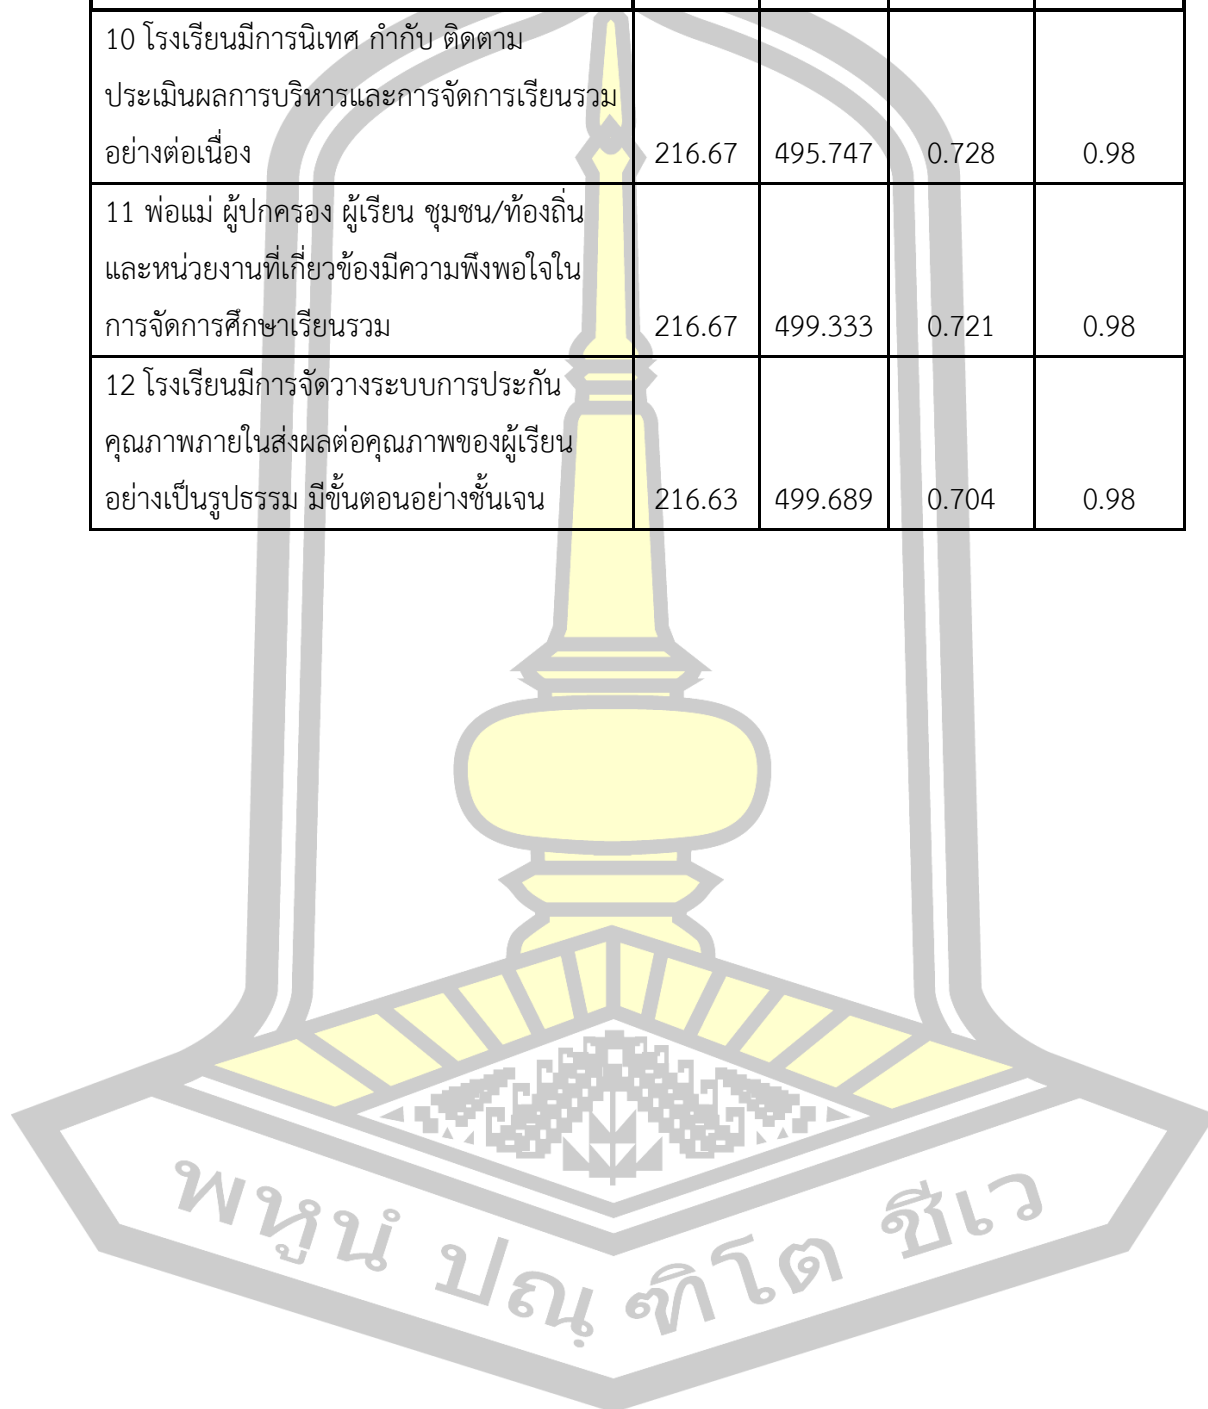 10 โรงเรียนมีการนิเทศ กำกับ ติดตาม
ประเมินผลการบริหารและการจัดการเรียนรวม
อย่างต่อเนื่อง 216.67 495.747 0.728 0.98
11 พ่อแม่ ผู้ปกครอง ผู้เรียน ชุมชน/ท้องถิ่น
และหน่วยงานที่เกี่ยวข้องมีความพึงพอใจใน
การจัดการศึกษาเรียนรวม 216.67 499.333 0.721 0.98
12 โรงเรียนมีการจัดวางระบบการประกัน
คุณภาพภายในส่งผลต่อคุณภาพของผู้เรียน
อย่างเป็นรูปธรรม มีขั้นตอนอย่างชั้นเจน 216.63 499.689 0.704 0.98
พหูนํ ปณฺฑิโต ชีเว